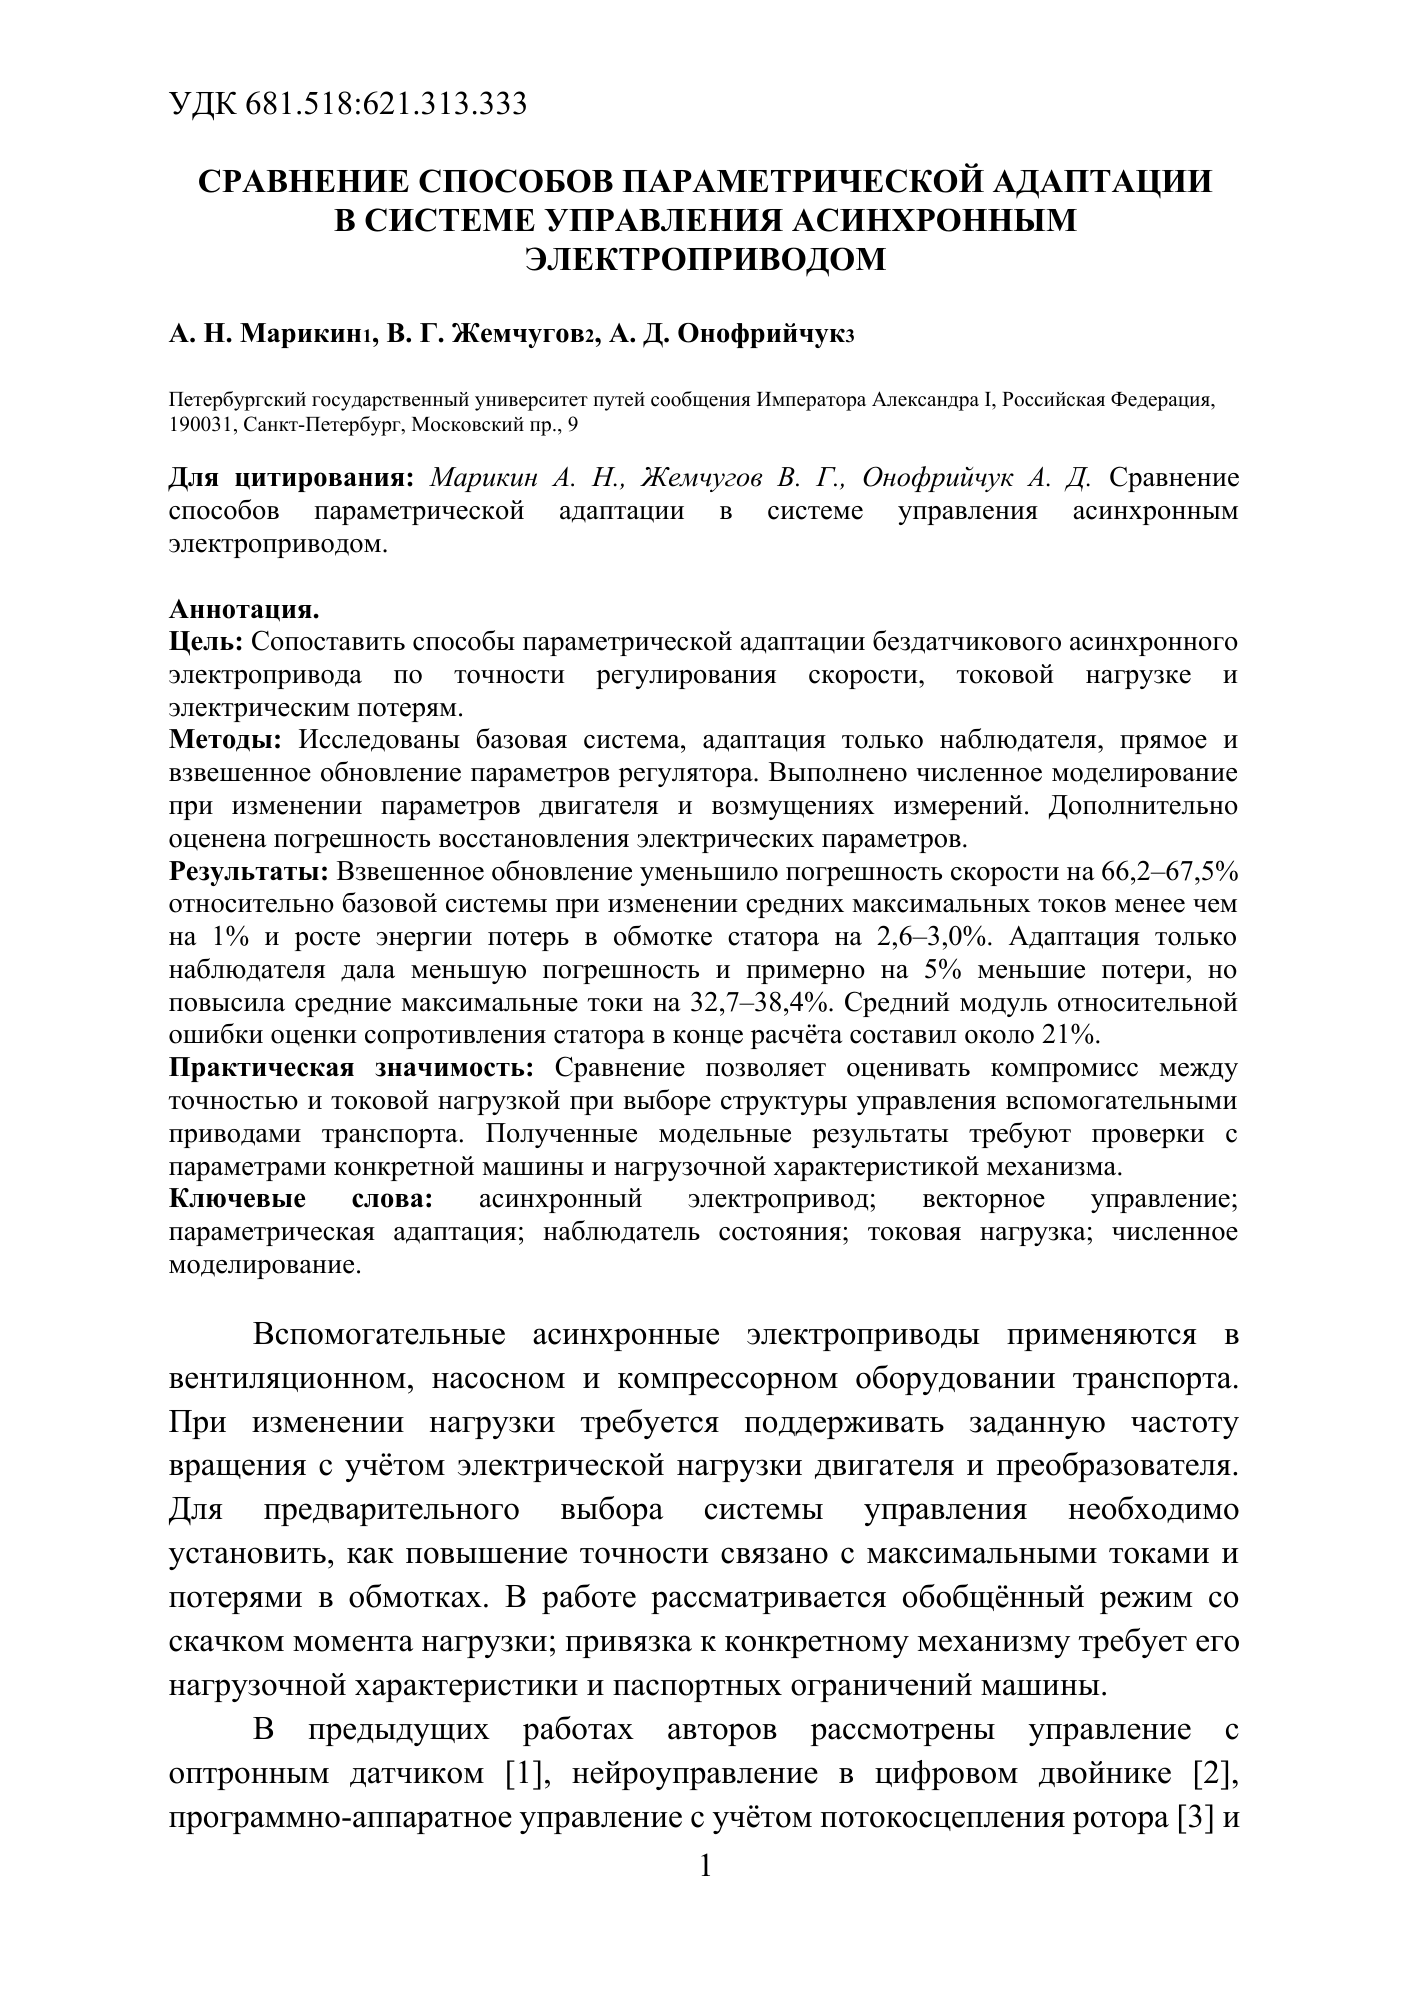 УДК 681.518:621.313.333
СРАВНЕНИЕ СПОСОБОВ ПАРАМЕТРИЧЕСКОЙ АДАПТАЦИИ
В СИСТЕМЕ УПРАВЛЕНИЯ АСИНХРОННЫМ
ЭЛЕКТРОПРИВОДОМ
А. Н. Марикин1, В. Г. Жемчугов2, А. Д. Онофрийчук3
Петербургский государственный университет путей сообщения Императора Александра I, Российская Федерация,
190031, Санкт-Петербург, Московский пр., 9
Для цитирования: Марикин А. Н., Жемчугов В. Г., Онофрийчук А. Д. Сравнение
способов параметрической адаптации в системе управления асинхронным
электроприводом.
Аннотация.
Цель: Сопоставить способы параметрической адаптации бездатчикового асинхронного
электропривода по точности регулирования скорости, токовой нагрузке и
электрическим потерям.
Методы: Исследованы базовая система, адаптация только наблюдателя, прямое и
взвешенное обновление параметров регулятора. Выполнено численное моделирование
при изменении параметров двигателя и возмущениях измерений. Дополнительно
оценена погрешность восстановления электрических параметров.
Результаты: Взвешенное обновление уменьшило погрешность скорости на 66,2–67,5%
относительно базовой системы при изменении средних максимальных токов менее чем
на 1% и росте энергии потерь в обмотке статора на 2,6–3,0%. Адаптация только
наблюдателя дала меньшую погрешность и примерно на 5% меньшие потери, но
повысила средние максимальные токи на 32,7–38,4%. Средний модуль относительной
ошибки оценки сопротивления статора в конце расчёта составил около 21%.
Практическая значимость: Сравнение позволяет оценивать компромисс между
точностью и токовой нагрузкой при выборе структуры управления вспомогательными
приводами транспорта. Полученные модельные результаты требуют проверки с
параметрами конкретной машины и нагрузочной характеристикой механизма.
Ключевые слова: асинхронный электропривод; векторное управление;
параметрическая адаптация; наблюдатель состояния; токовая нагрузка; численное
моделирование.
Вспомогательные асинхронные электроприводы применяются в
вентиляционном, насосном и компрессорном оборудовании транспорта.
При изменении нагрузки требуется поддерживать заданную частоту
вращения с учётом электрической нагрузки двигателя и преобразователя.
Для предварительного выбора системы управления необходимо
установить, как повышение точности связано с максимальными токами и
потерями в обмотках. В работе рассматривается обобщённый режим со
скачком момента нагрузки; привязка к конкретному механизму требует его
нагрузочной характеристики и паспортных ограничений машины.
В предыдущих работах авторов рассмотрены управление с
оптронным датчиком [1], нейроуправление в цифровом двойнике [2],
программно-аппаратное управление с учётом потокосцепления ротора [3] и
1